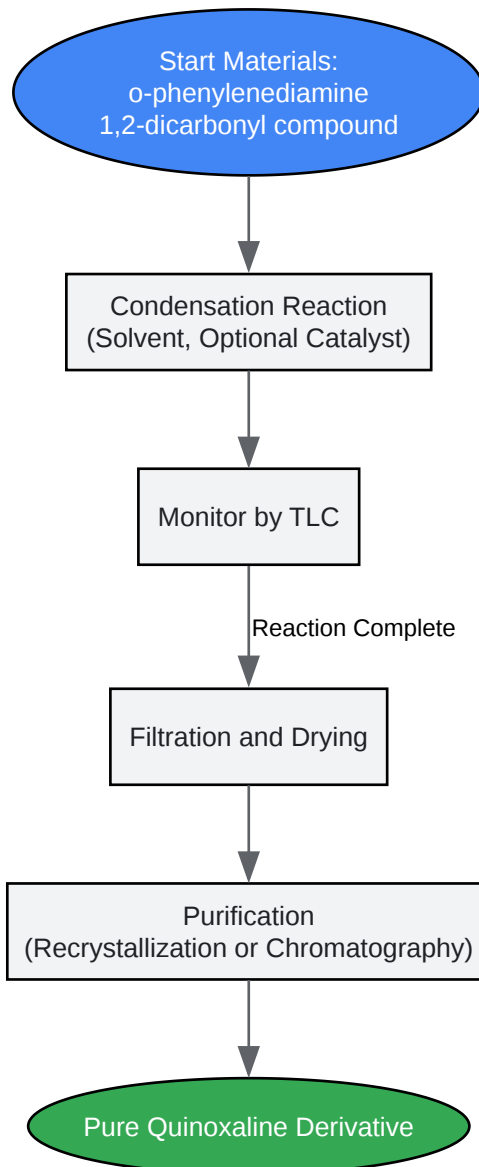 Start Materials:
o-phenylenediamine
1,2-dicarbonyl compound
Condensation Reaction
(Solvent, Optional Catalyst)
Monitor by TLC
Reaction Complete
Filtration and Drying
Purification
(Recrystallization or Chromatography)
Pure Quinoxaline Derivative